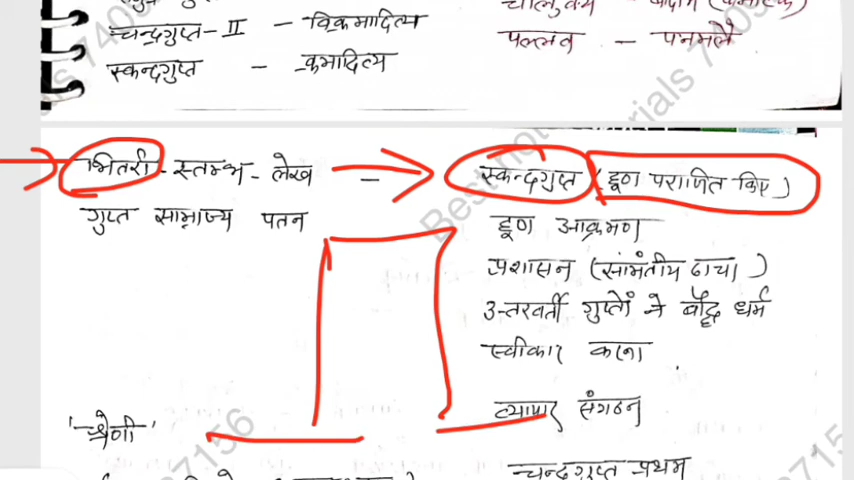 चन्द्रगुप्त-II - विक्रमादित्य
पल्लव - पनमलै
स्कन्दगुप्त - क्रमादित्य
भितरी - स्तम्भ - लेख - स्कन्दगुप्त (हूण पराजित किए)
गुप्त साम्राज्य पतन
हूण आक्रमण
प्रशासन (सामंतीय ढाचा)
उत्तरवर्ती गुप्तों ने बौद्ध धर्म
स्वीकार करना
'श्रेणी' व्यापार संगठन
चन्द्रगुप्त प्रथम